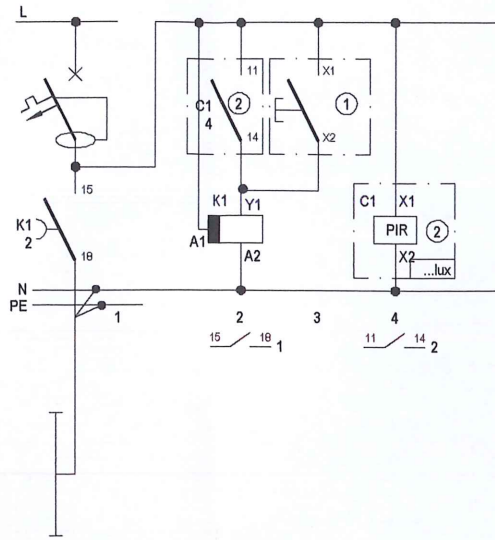 L
11 X1
C1 2 1
4
14 X2
15
K1 Y1 C1 X1
K1
2
PIR 2
A1
18 A2 X2
...lux
N
PE
1 2 3 4
15 18 1 11 14 2